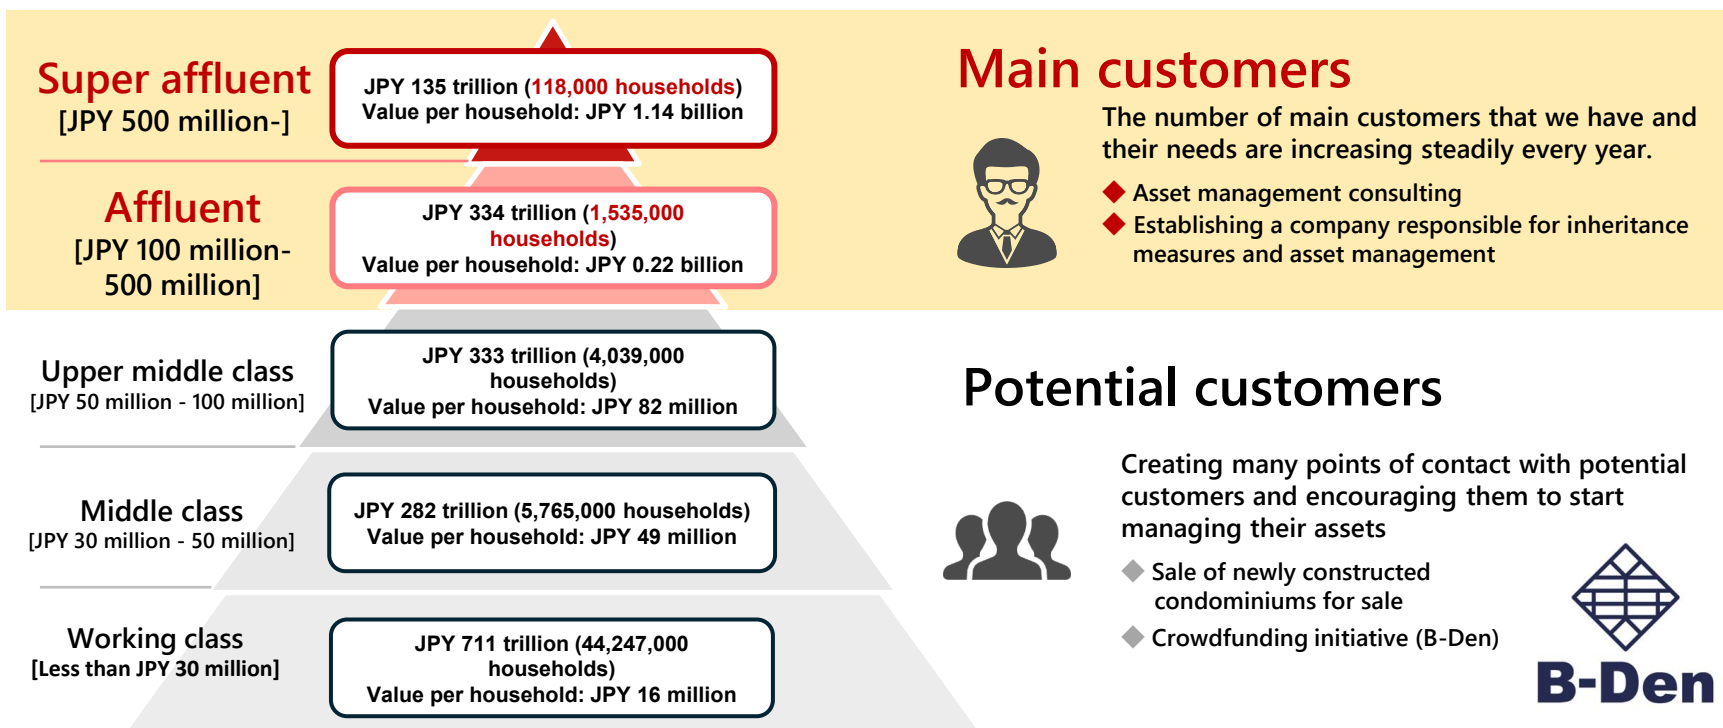 Super affluent
[JPY 500 million-]
JPY 135 trillion (118,000 households)
Value per household: JPY 1.14 billion
Affluent
[JPY 100 million-
500 million]
JPY 334 trillion (1,535,000
households)
Value per household: JPY 0.22 billion
Main customers
The number of main customers that we have and
their needs are increasing steadily every year.
Asset management consulting
Establishing a company responsible for inheritance
measures and asset management
Upper middle class
[JPY 50 million - 100 million]
JPY 333 trillion (4,039,000
households)
Value per household: JPY 82 million
Middle class
[JPY 30 million - 50 million]
JPY 282 trillion (5,765,000 households)
Value per household: JPY 49 million
Working class
[Less than JPY 30 million]
JPY 711 trillion (44,247,000
households)
Value per household: JPY 16 million
Potential customers
Creating many points of contact with potential
customers and encouraging them to start
managing their assets
Sale of newly constructed
condominiums for sale
Crowdfunding initiative (B-Den)
B-Den